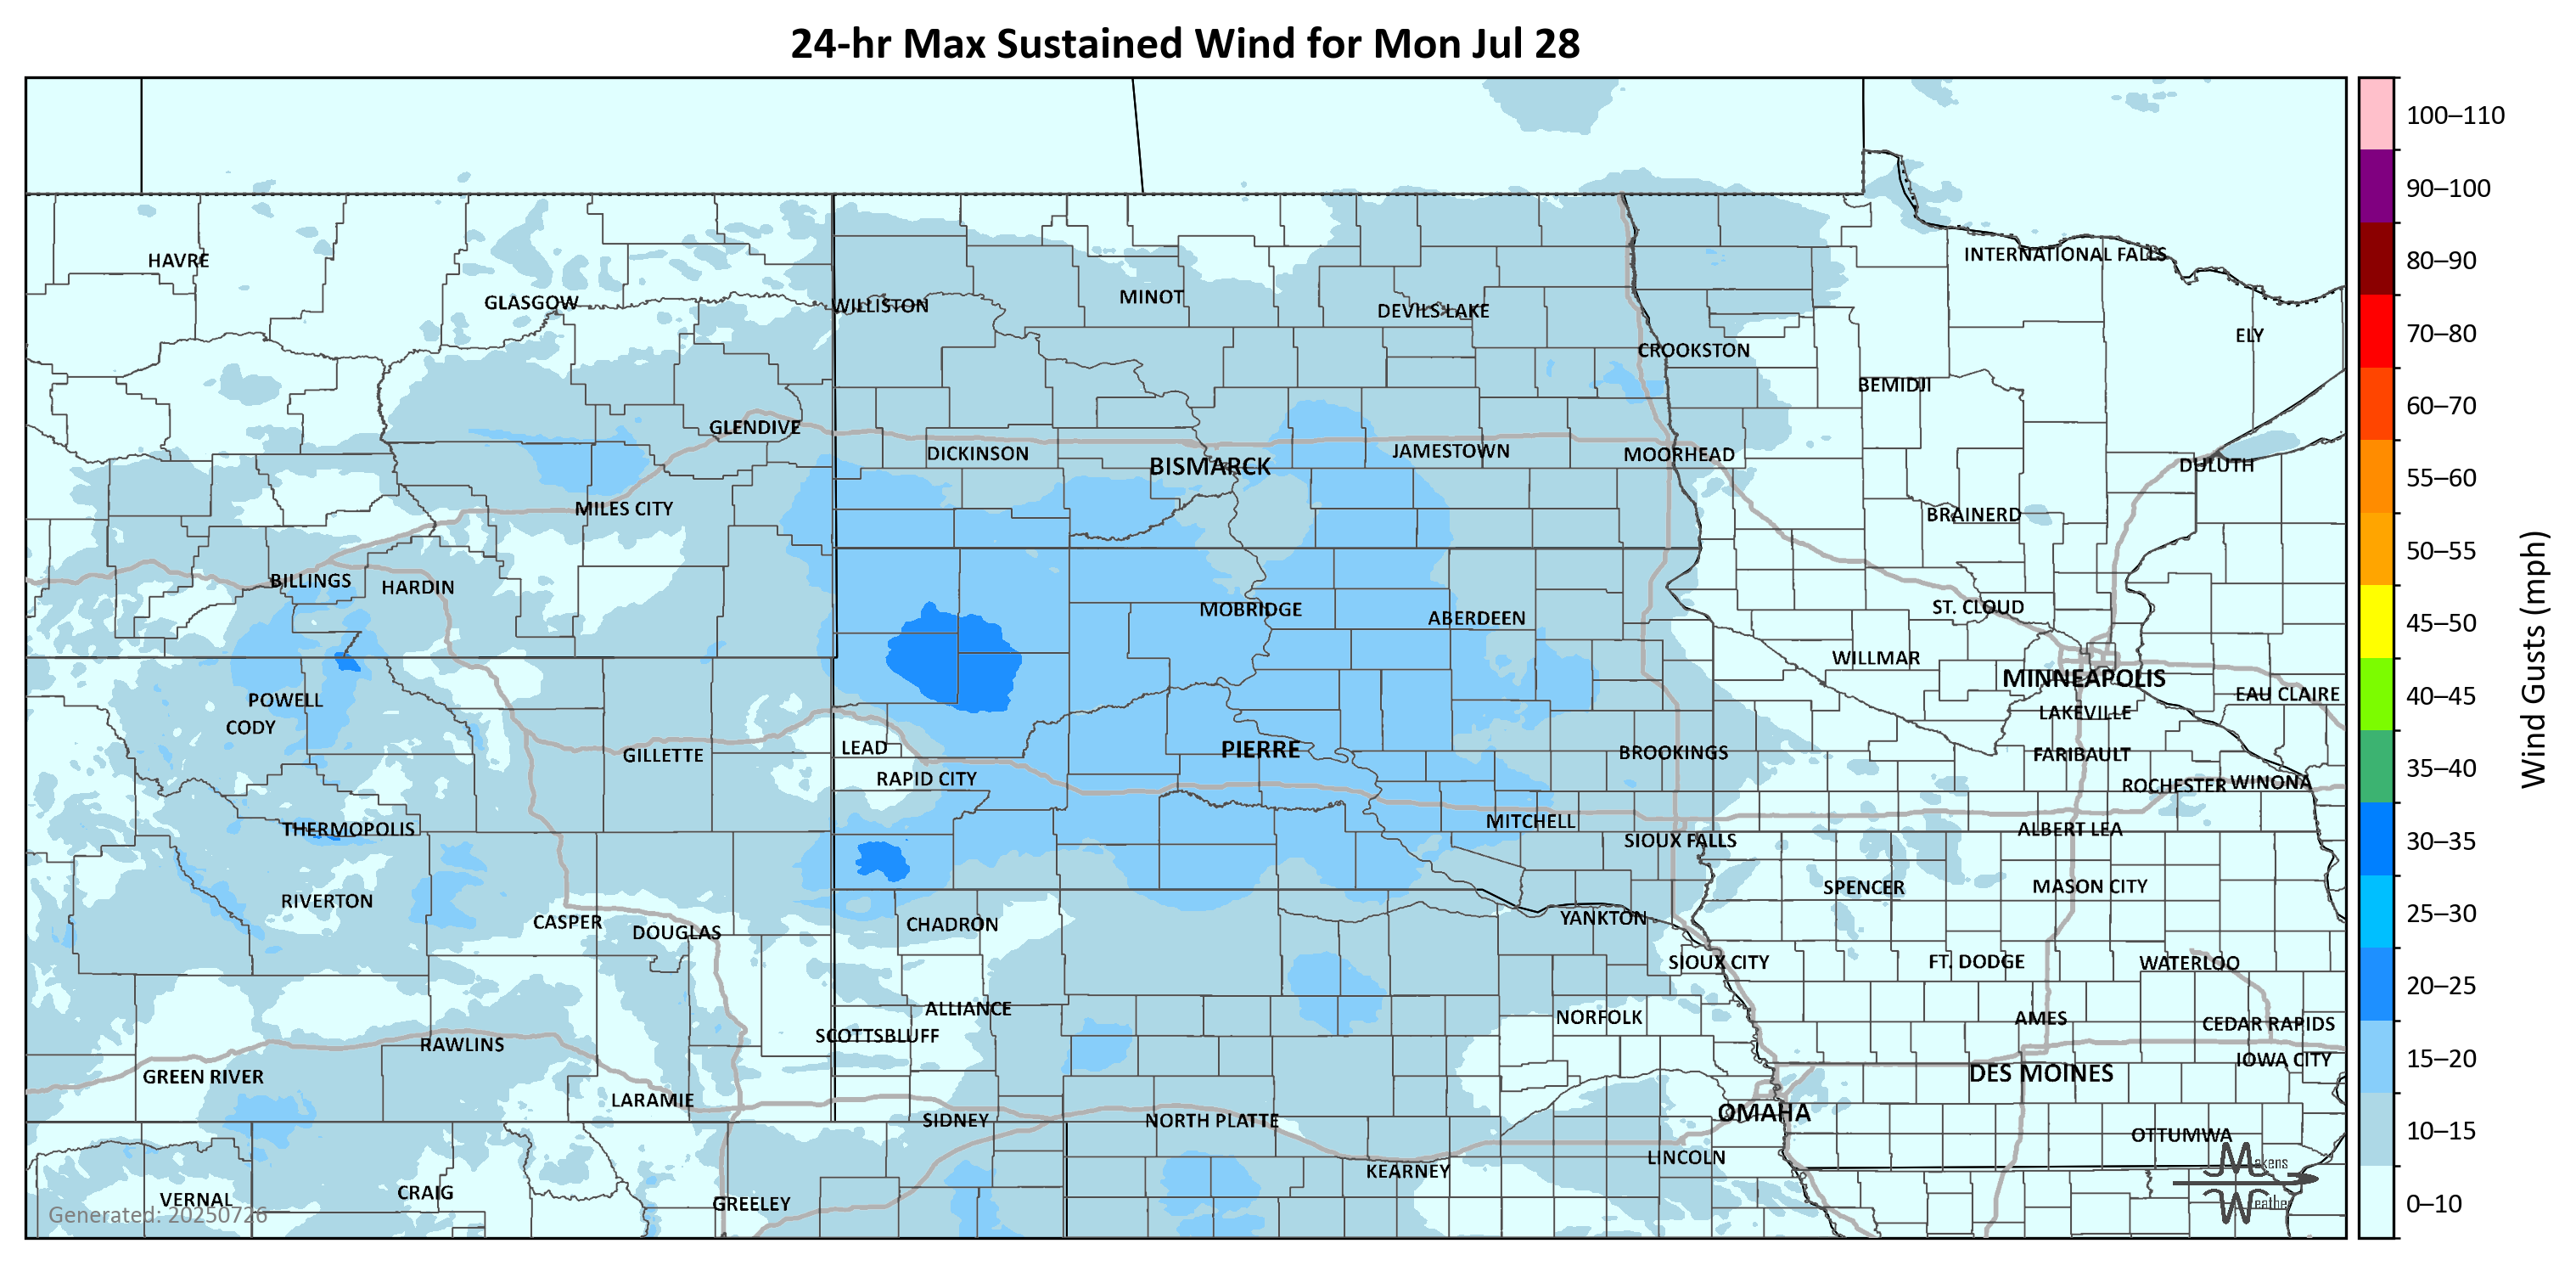 24-hr Max Sustained Wind for Mon Jul 28
100–110
90–100
80–90
70–80
60–70
55–60
50–55
45–50
40–45
35–40
30–35
25–30
20–25
15–20
10–15
0–10
Wind Gusts (mph)
HAVRE
INTERNATIONAL FALLS
GLASGOW
WILLISTON
MINOT
DEVILS LAKE
ELY
CROOKSTON
BEMIDJI
GLENDIVE
DICKINSON
BISMARCK
JAMESTOWN
MOORHEAD
DULUTH
MILES CITY
BRAINERD
BILLINGS
HARDIN
MOBRIDGE
ABERDEEN
ST. CLOUD
WILLMAR
MINNEAPOLIS
POWELL
EAU CLAIRE
CODY
LAKEVILLE
GILLETTE
LEAD
PIERRE
BROOKINGS
FARIBAULT
RAPID CITY
ROCHESTER
WINONA
THERMOPOLIS
MITCHELL
ALBERT LEA
SIOUX FALLS
SPENCER
MASON CITY
RIVERTON
CASPER
DOUGLAS
CHADRON
YANKTON
SIOUX CITY
FT. DODGE
WATERLOO
ALLIANCE
NORFOLK
AMES
CEDAR RAPIDS
SCOTTSBLUFF
RAWLINS
IOWA CITY
GREEN RIVER
DES MOINES
LARAMIE
SIDNEY
NORTH PLATTE
OMAHA
OTTUMWA
LINCOLN
KEARNEY
VERNAL
CRAIG
GREELEY
Generated: 20250726
Makens
Weather